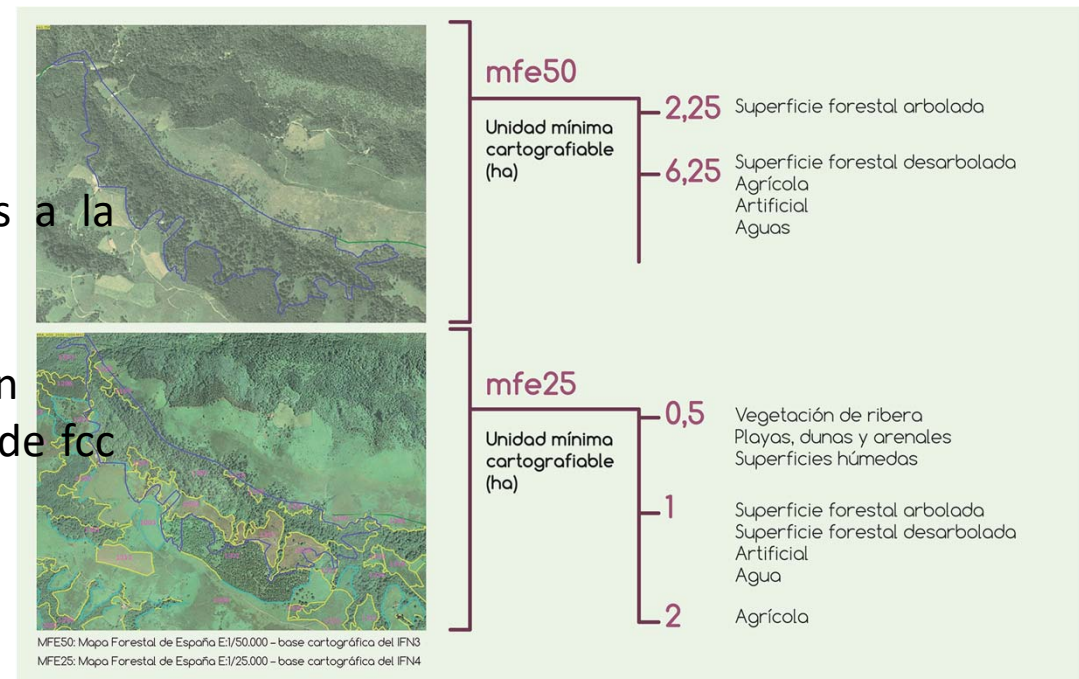 s a la
n
de fcc
mfe50
Unidad mínima
cartografiable
(ha)
2,25 Superficie forestal arbolada
6,25 Superficie forestal desarbolada
Agrícola
Artificial
Aguas
mfe25
Unidad mínima
cartografiable
(ha)
0,5 Vegetación de ribera
Playas, dunas y arenales
Superficies húmedas
1 Superficie forestal arbolada
Superficie forestal desarbolada
Artificial
Agua
2 Agrícola
MFE50: Mapa Forestal de España E:1/50.000 – base cartográfica del IFN3
MFE25: Mapa Forestal de España E:1/25.000 – base cartográfica del IFN4